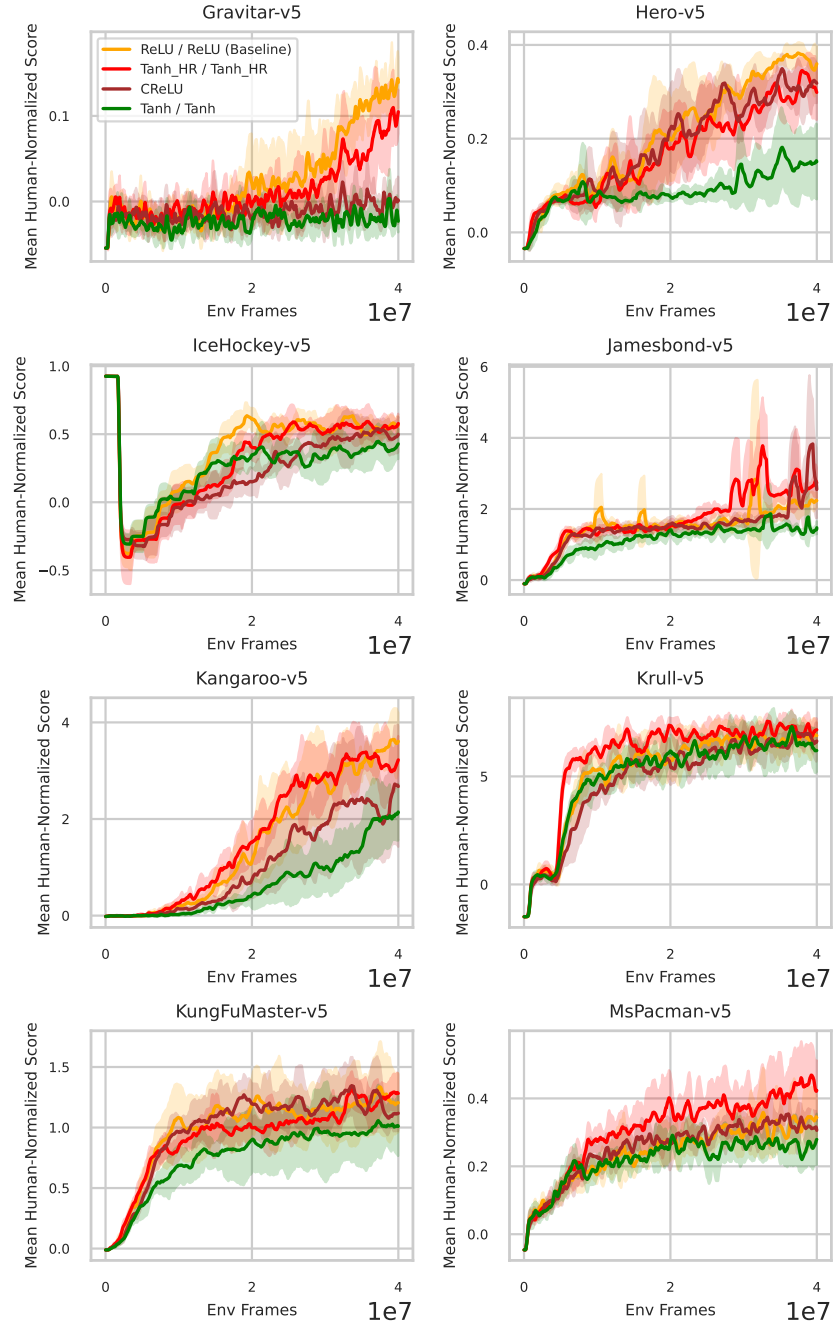 Gravitar-v5
Mean Human-Normalized Score
0.1
0.0
ReLU / ReLU (Baseline)
Tanh_HR / Tanh_HR
CReLU
Tanh / Tanh
0 2 4
Env Frames
1e7
Hero-v5
Mean Human-Normalized Score
0.4
0.2
0.0
0 2 4
Env Frames
1e7
IceHockey-v5
Mean Human-Normalized Score
1.0
0.5
0.0
−0.5
0 2 4
Env Frames
1e7
Jamesbond-v5
Mean Human-Normalized Score
6
4
2
0
0 2 4
Env Frames
1e7
Kangaroo-v5
Mean Human-Normalized Score
4
2
0
0 2 4
Env Frames
1e7
Krull-v5
Mean Human-Normalized Score
5
0
0 2 4
Env Frames
1e7
KungFuMaster-v5
Mean Human-Normalized Score
1.5
1.0
0.5
0.0
0 2 4
Env Frames
1e7
MsPacman-v5
Mean Human-Normalized Score
0.4
0.2
0.0
0 2 4
Env Frames
1e7